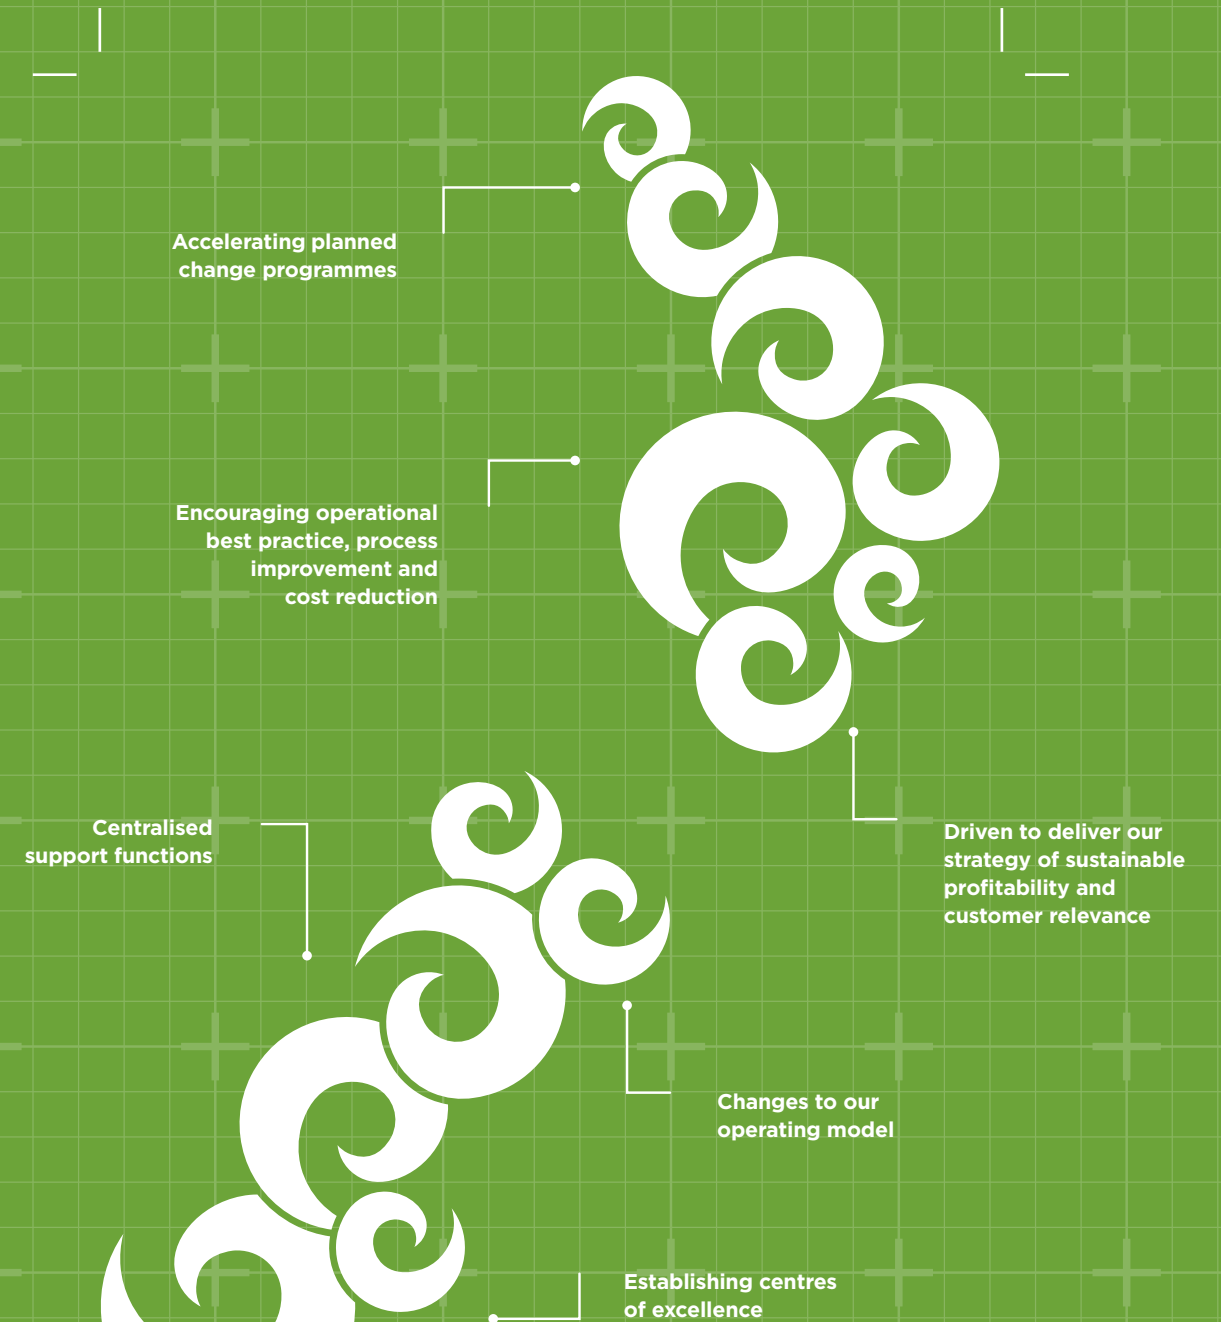 Accelerating planned
change programmes
Encouraging operational
best practice, process
improvement and
cost reduction
Centralised
support functions
Driven to deliver our
strategy of sustainable
profitability and
customer relevance
Changes to our
operating model
Establishing centres
of excellence